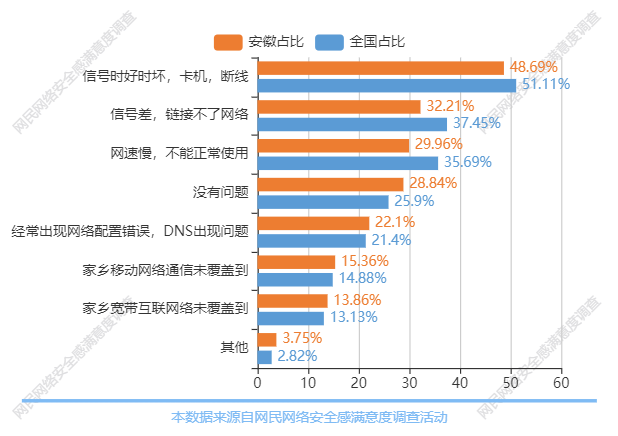 安徽占比 全国占比
信号时好时坏，卡机，断线 48.69%
51.11%
信号差，链接不了网络 32.21%
37.45%
网速慢，不能正常使用 29.96%
35.69%
没有问题 28.84%
25.9%
经常出现网络配置错误，DNS出现问题 22.1%
21.4%
家乡移动网络通信未覆盖到 15.36%
14.88%
家乡宽带互联网络未覆盖到 13.86%
13.13%
其他 3.75%
2.82%
0 10 20 30 40 50 60
本数据来源自网民网络安全感满意度调查活动
网民网络安全感满意度调查
网民网络安全感满意度调查
网民网络安全感满意度调查
网民网络安全感满意度调查